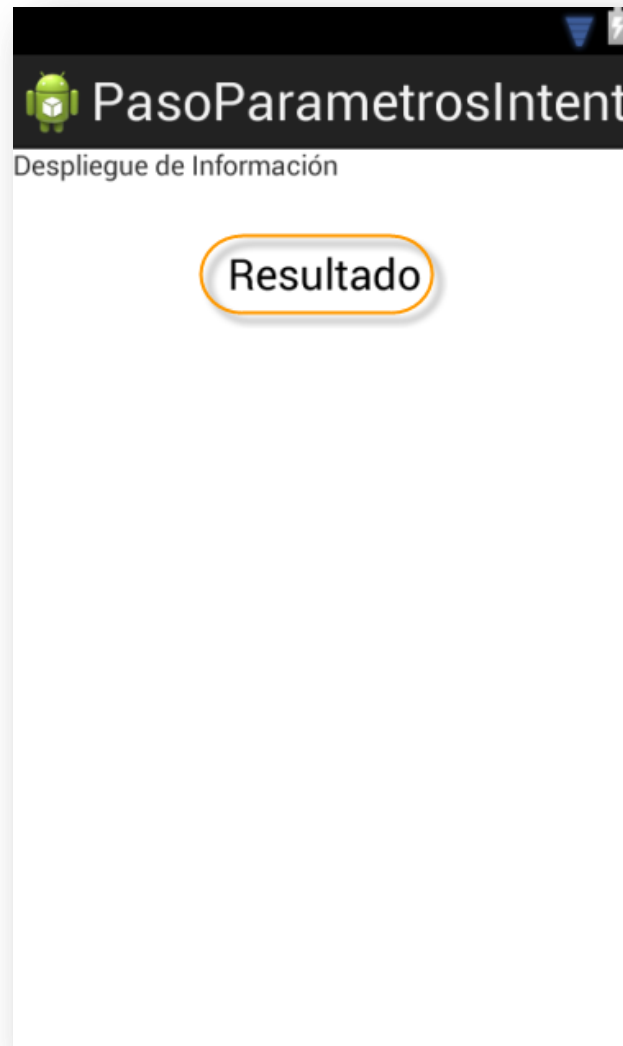 PasoParametrosIntent
Despliegue de Información
Resultado